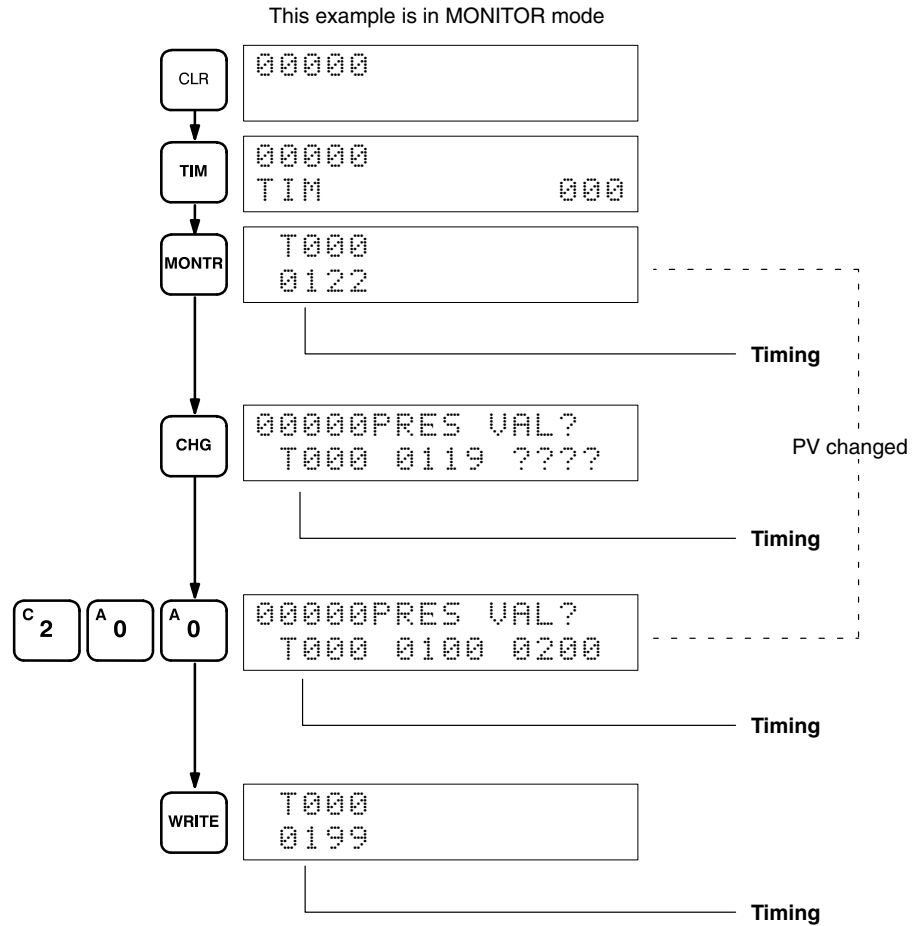 This example is in MONITOR mode
CLR
00000
TIM
00000
TIM 000
MONTR
T000
0122
Timing
CHG
00000PRES VAL?
T000 0119 ????
PV changed
Timing
C 2 A 0 A 0
00000PRES VAL?
T000 0100 0200
Timing
WRITE
T000
0199
Timing